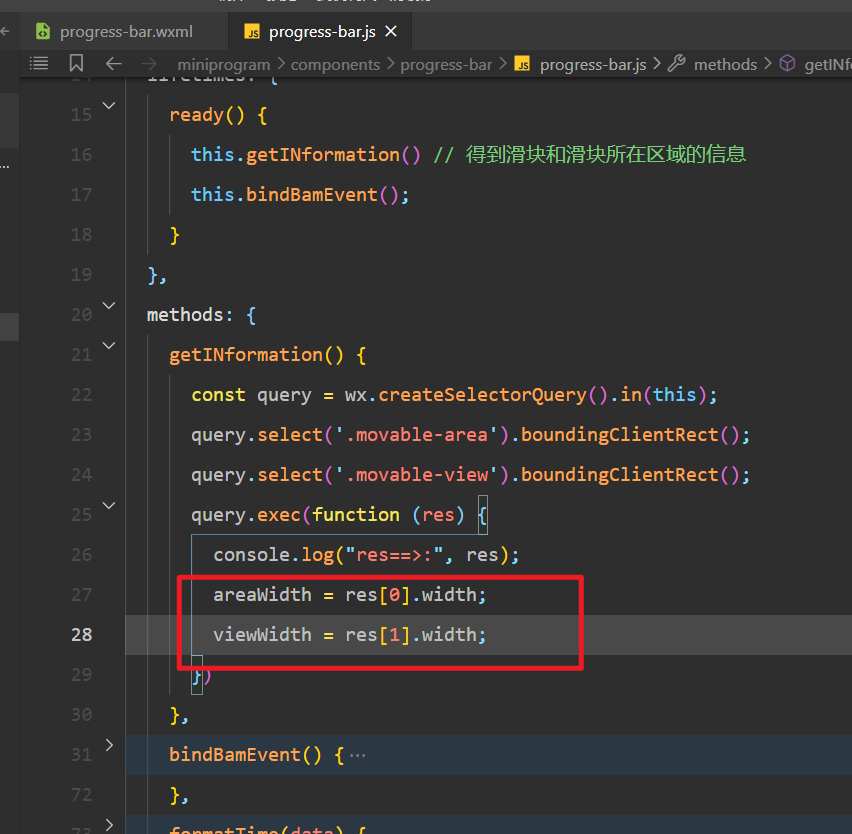 progress-bar.wxml
JS progress-bar.js
miniprogram > components > progress-bar > JS progress-bar.js > methods > getINfo
lifetimes: {
15 ready() {
16 this.getINformation() // 得到滑块和滑块所在区域的信息
17 this.bindBamEvent();
18 }
19 },
20 methods: {
21 getINformation() {
22 const query = wx.createSelectorQuery().in(this);
23 query.select('.movable-area').boundingClientRect();
24 query.select('.movable-view').boundingClientRect();
25 query.exec(function (res) {
26 console.log("res==>:", res);
27 areaWidth = res[0].width;
28 viewWidth = res[1].width;
29 })
30 },
31 bindBamEvent() {···
72 },
73 formatTime(data) {